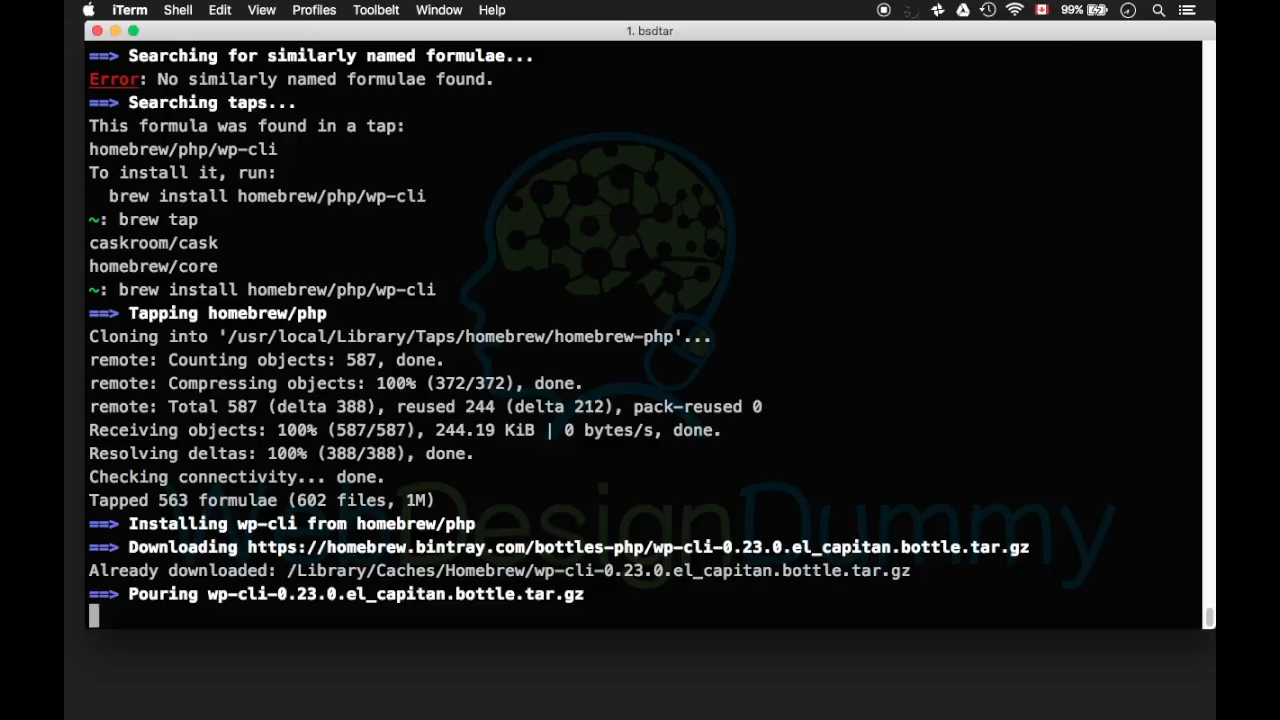 iTerm Shell Edit View Profiles Toolbelt Window Help 99%
1. bsdtar
==> Searching for similarly named formulae...
Error: No similarly named formulae found.
==> Searching taps...
This formula was found in a tap:
homebrew/php/wp-cli
To install it, run:
  brew install homebrew/php/wp-cli
~: brew tap
caskroom/cask
homebrew/core
~: brew install homebrew/php/wp-cli
==> Tapping homebrew/php
Cloning into '/usr/local/Library/Taps/homebrew/homebrew-php'...
remote: Counting objects: 587, done.
remote: Compressing objects: 100% (372/372), done.
remote: Total 587 (delta 388), reused 244 (delta 212), pack-reused 0
Receiving objects: 100% (587/587), 244.19 KiB | 0 bytes/s, done.
Resolving deltas: 100% (388/388), done.
Checking connectivity... done.
Tapped 563 formulae (602 files, 1M)
==> Installing wp-cli from homebrew/php
==> Downloading https://homebrew.bintray.com/bottles-php/wp-cli-0.23.0.el_capitan.bottle.tar.gz
Already downloaded: /Library/Caches/Homebrew/wp-cli-0.23.0.el_capitan.bottle.tar.gz
==> Pouring wp-cli-0.23.0.el_capitan.bottle.tar.gz
WebDesignDummy